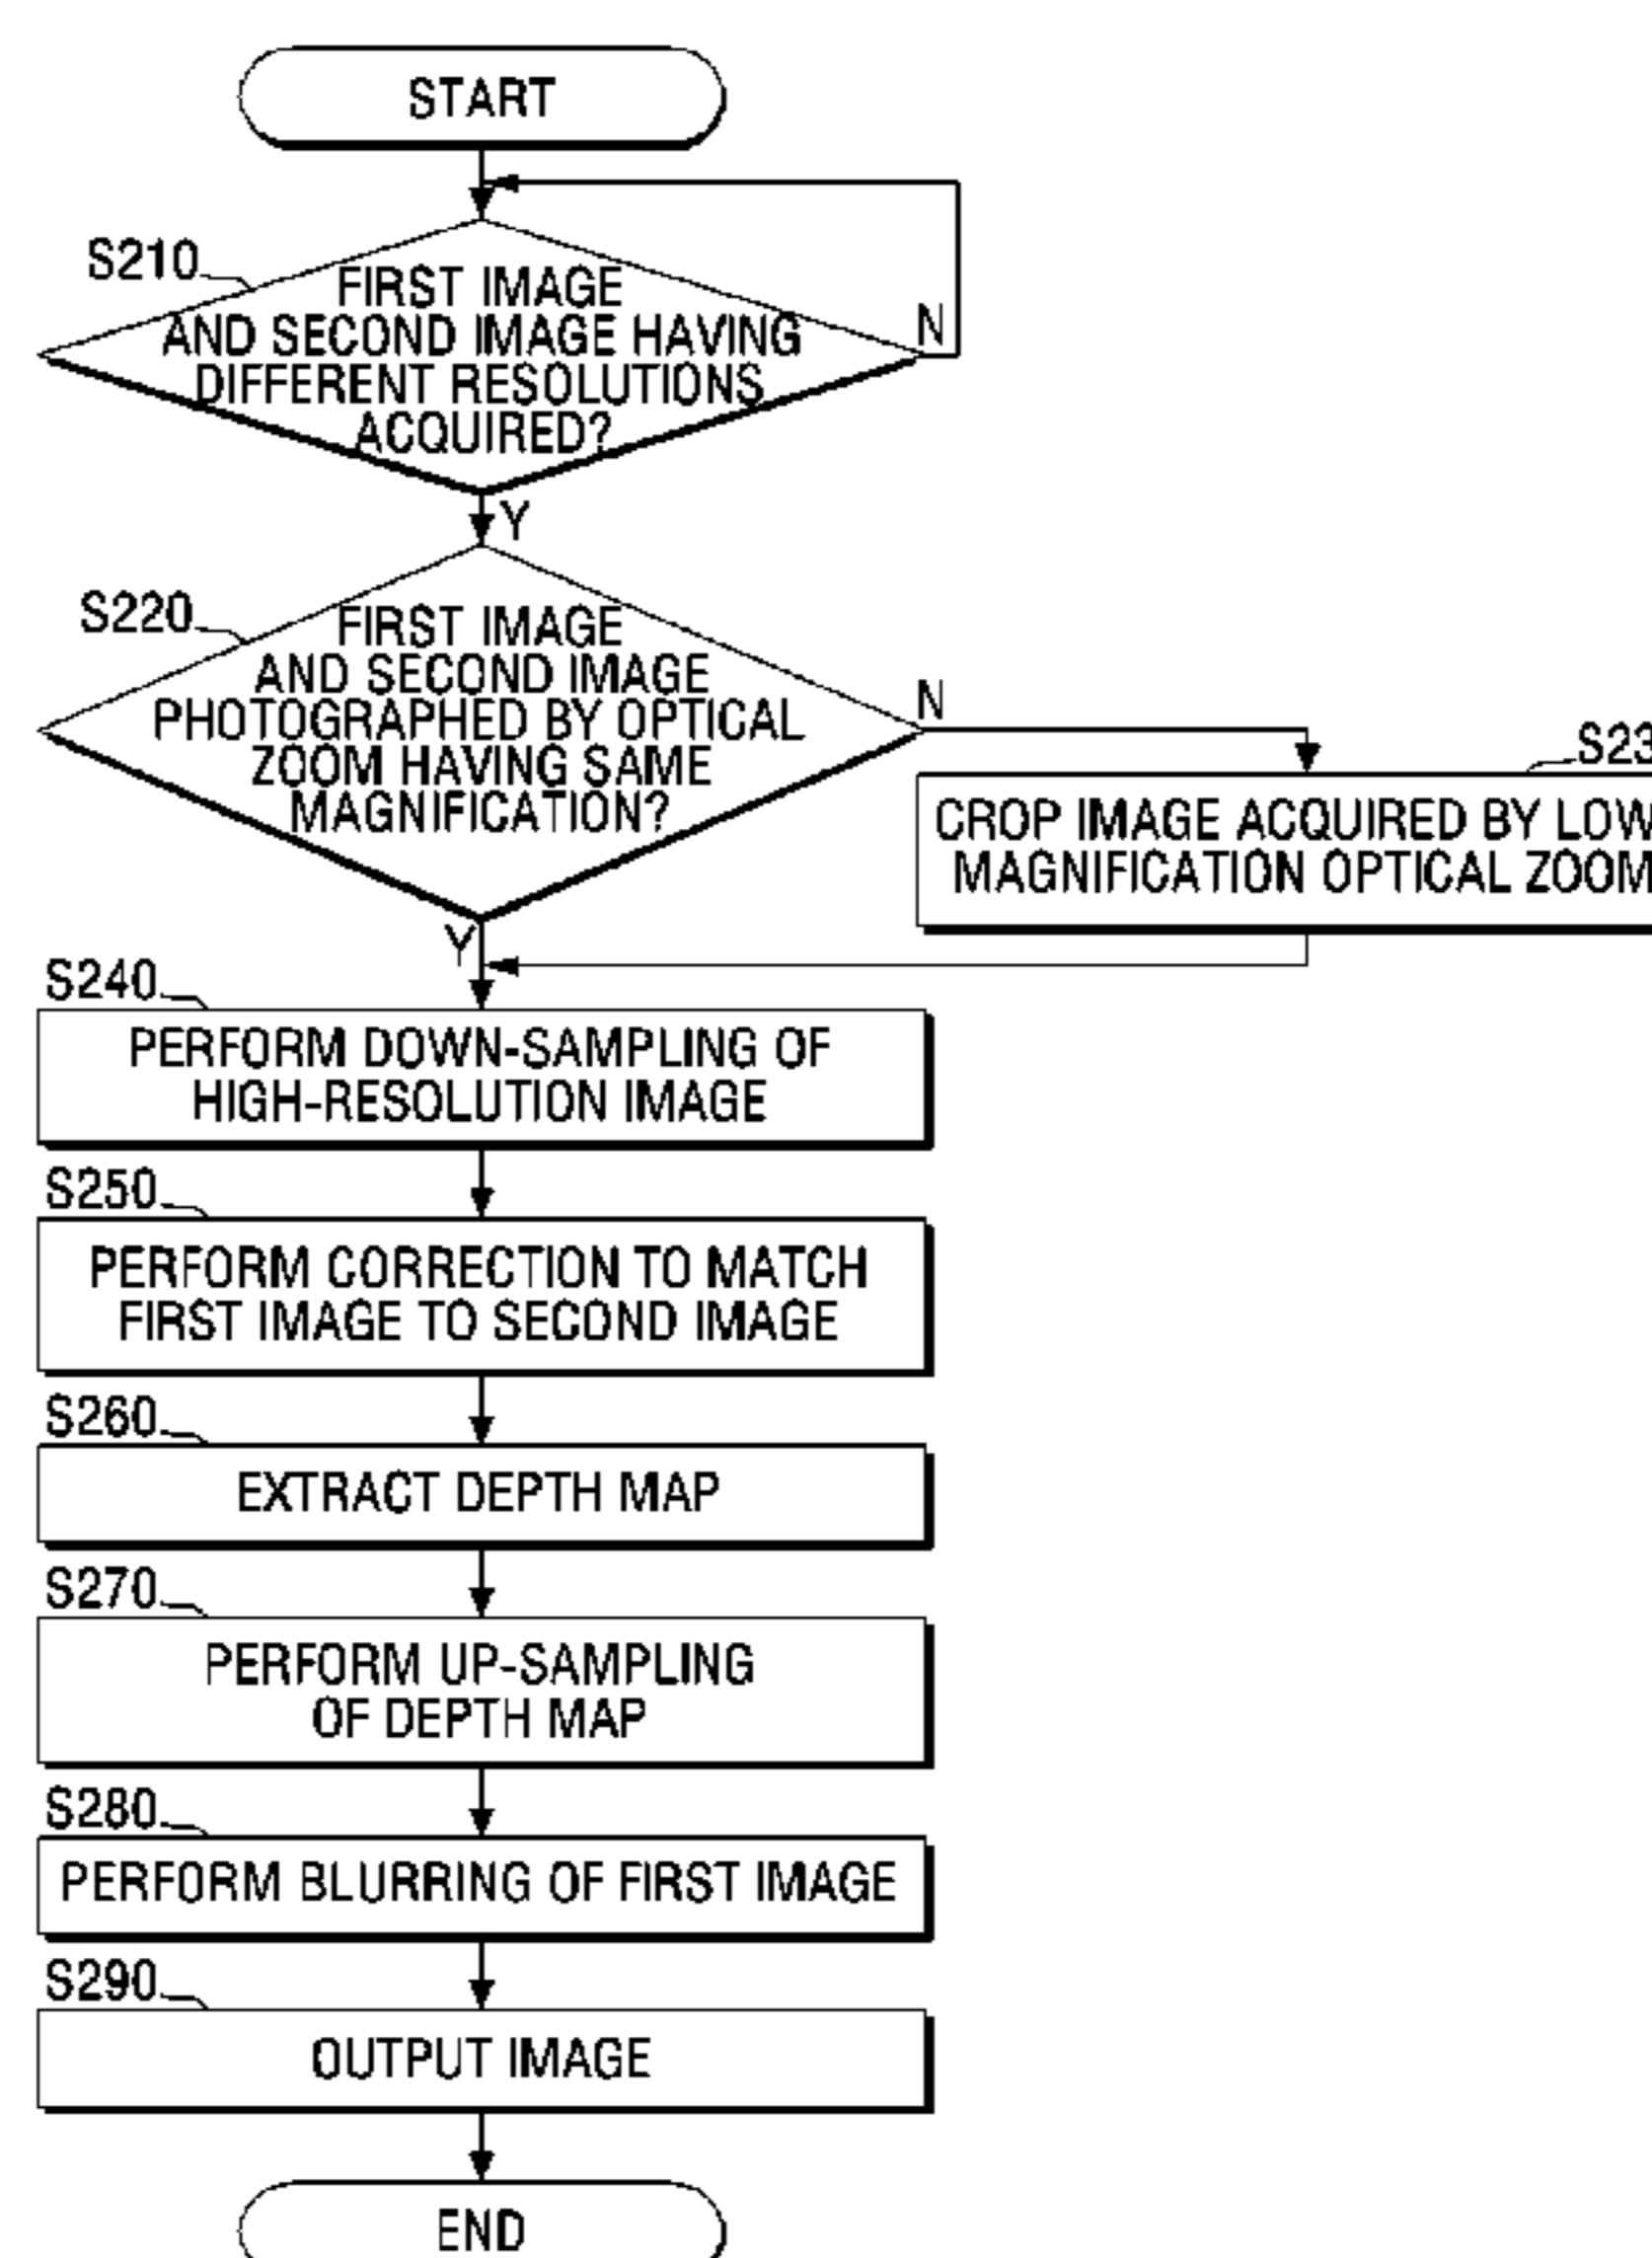 START
S210
FIRST IMAGE
AND SECOND IMAGE HAVING
DIFFERENT RESOLUTIONS
ACQUIRED?
N
Y
S220
FIRST IMAGE
AND SECOND IMAGE
PHOTOGRAPHED BY OPTICAL
ZOOM HAVING SAME
MAGNIFICATION?
N
S23
CROP IMAGE ACQUIRED BY LOW
MAGNIFICATION OPTICAL ZOOM
Y
S240
PERFORM DOWN-SAMPLING OF
HIGH-RESOLUTION IMAGE
S250
PERFORM CORRECTION TO MATCH
FIRST IMAGE TO SECOND IMAGE
S260
EXTRACT DEPTH MAP
S270
PERFORM UP-SAMPLING
OF DEPTH MAP
S280
PERFORM BLURRING OF FIRST IMAGE
S290
OUTPUT IMAGE
END